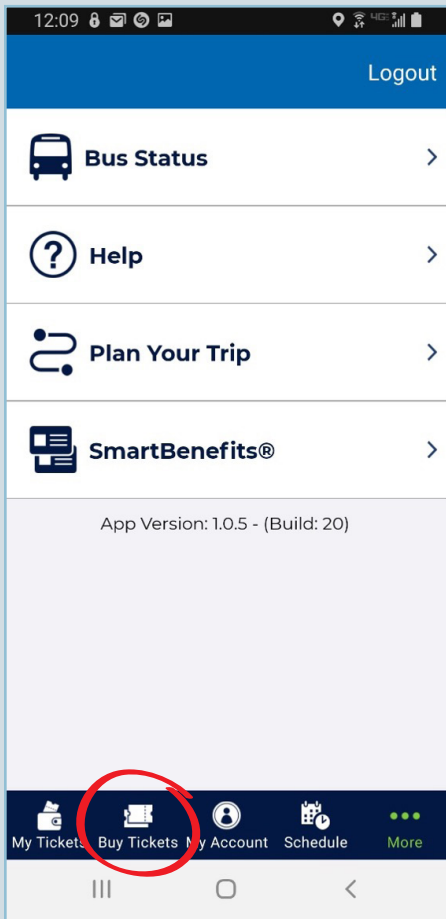 12:09
4GE
Logout
Bus Status
? Help
Plan Your Trip
SmartBenefits®
App Version: 1.0.5 - (Build: 20)
My Tickets Buy Tickets My Account Schedule More